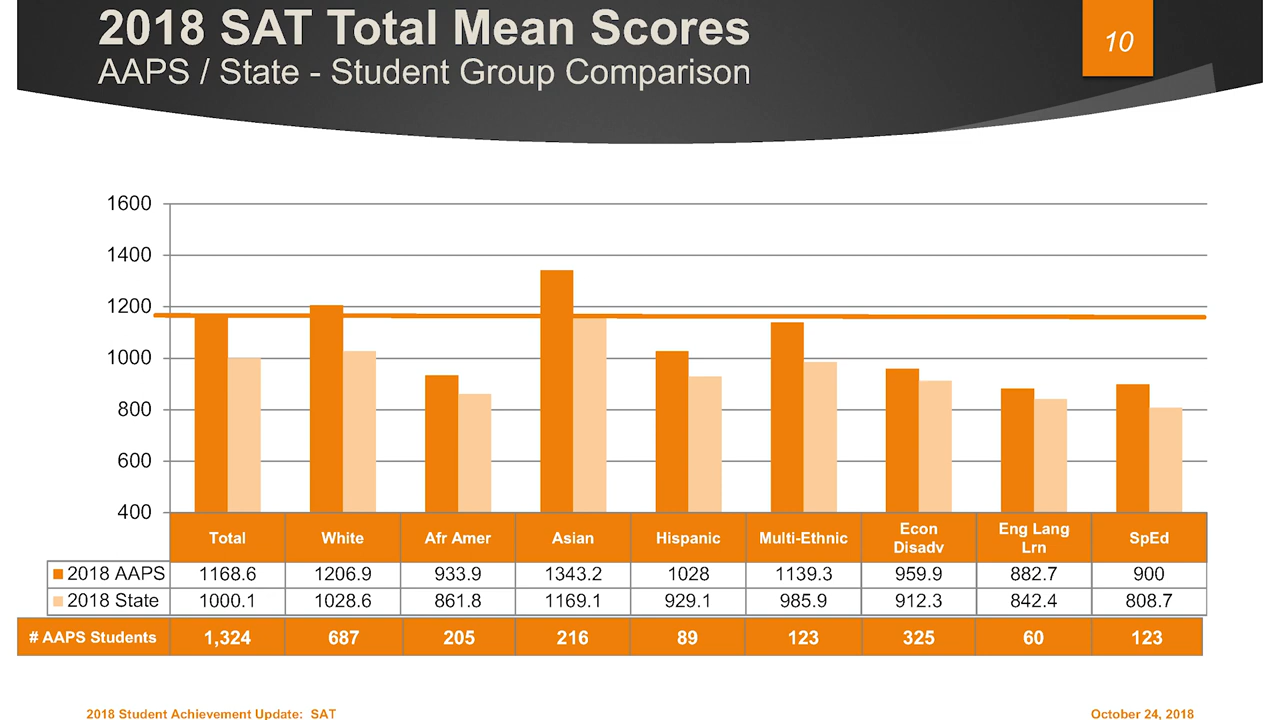 2018 SAT Total Mean Scores
10
AAPS / State - Student Group Comparison
1600
1400
1200
1000
800
600
400
Total White Afr Amer Asian Hispanic Multi-Ethnic Econ Disadv Eng Lang Lrn SpEd
2018 AAPS 1168.6 1206.9 933.9 1343.2 1028 1139.3 959.9 882.7 900
2018 State 1000.1 1028.6 861.8 1169.1 929.1 985.9 912.3 842.4 808.7
# AAPS Students 1,324 687 205 216 89 123 325 60 123
2018 Student Achievement Update: SAT October 24, 2018